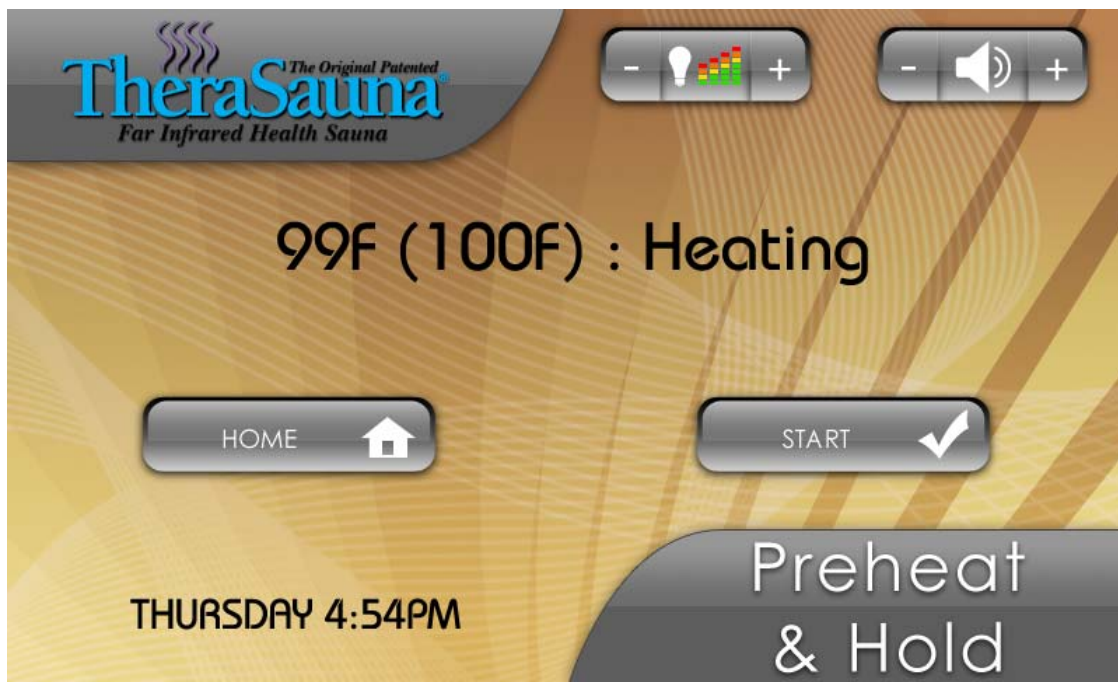 The Original Patented
TheraSauna®
Far Infrared Health Sauna
- +
- +
99F (100F) : Heating
HOME
START
THURSDAY 4:54PM
Preheat
& Hold